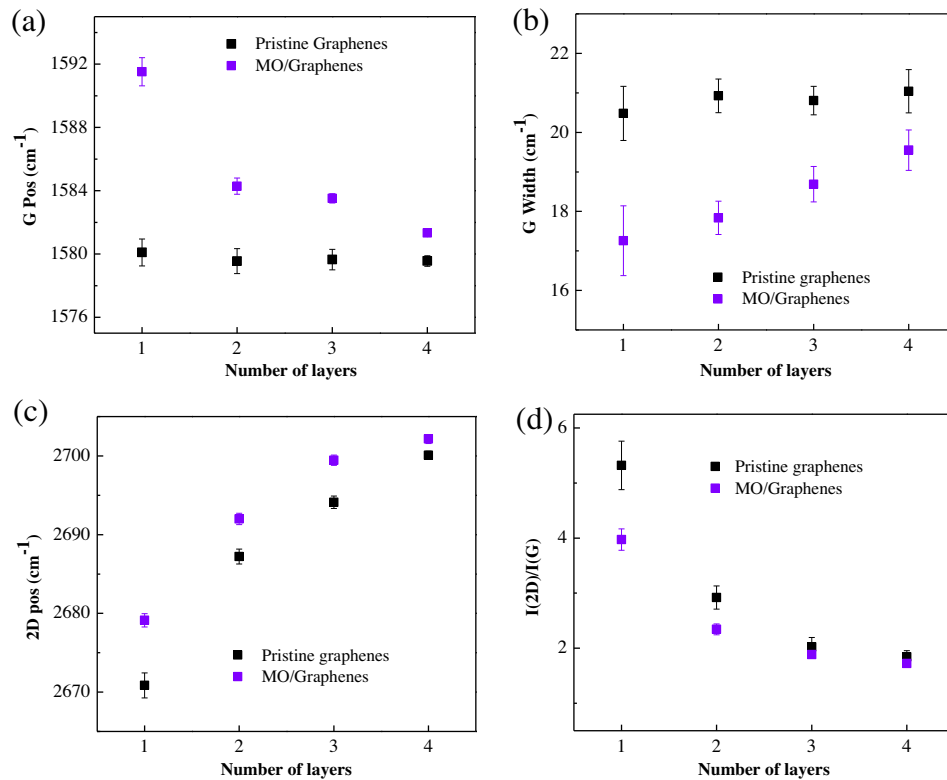 (a)
Pristine Graphenes
MO/Graphenes
1592
1588
1584
1580
1576
G Pos (cm⁻¹)
1 2 3 4
Number of layers
(b)
22
21
20
18
17
16
G Width (cm⁻¹)
Pristine graphenes
MO/Graphenes
1 2 3 4
Number of layers
(c)
2700
2690
2680
2670
2D pos (cm⁻¹)
Pristine graphenes
MO/Graphenes
1 2 3 4
Number of layers
(d)
6
4
2
I(2D)/I(G)
Pristine graphenes
MO/Graphenes
1 2 3 4
Number of layers